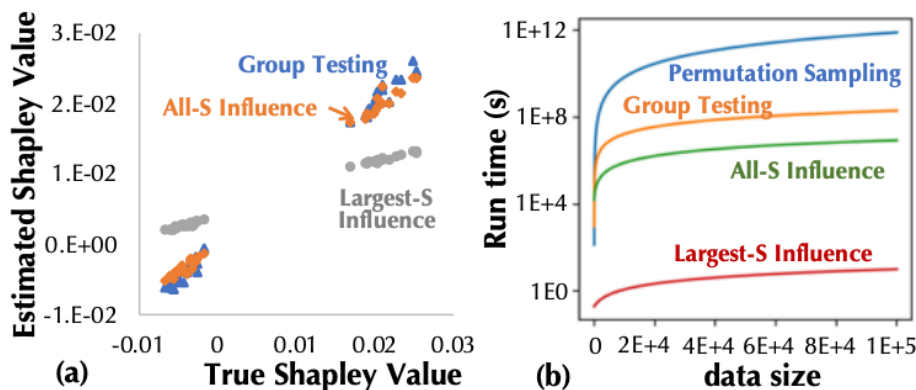 (a)
Estimated Shapley Value
3.E-02
2.E-02
1.E-02
0.E+00
-1.E-02
Group Testing
All-S Influence
Largest-S
Influence
-0.01
0
0.01
0.02
0.03
True Shapley Value
(b)
Run time (s)
1E+12
1E+8
1E+4
1E0
Permutation Sampling
Group Testing
All-S Influence
Largest-S Influence
0
2E+4
4E+4
6E+4
8E+4
1E+5
data size